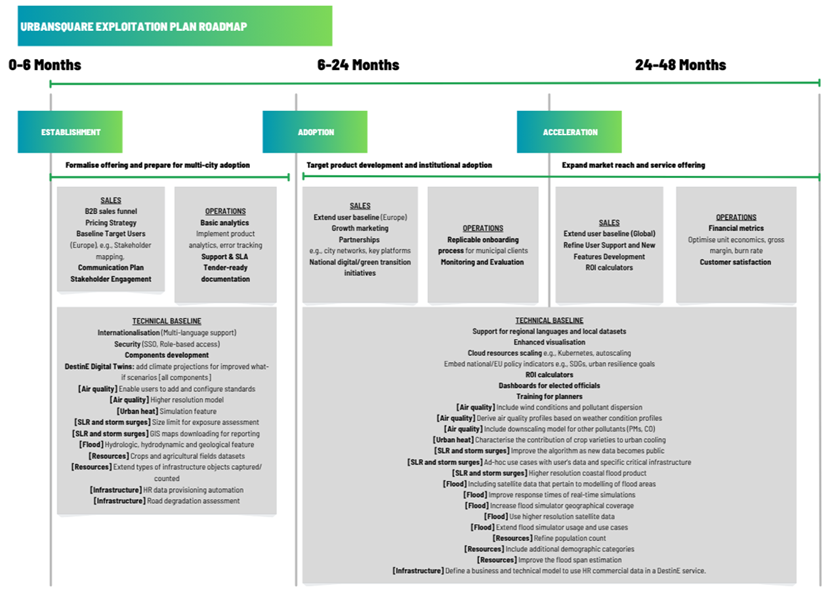 URBANSQUARE EXPLOITATION PLAN ROADMAP
0-6 Months
6-24 Months
24-48 Months
ESTABLISHMENT
ADOPTION
ACCELERATION
Formalise offering and prepare for multi-city adoption
Target product development and institutional adoption
Expand market reach and service offering
SALES
B2B sales funnel
Pricing Strategy
Baseline Target Users
(Europe), e.g., Stakeholder
mapping,
Communication Plan
Stakeholder Engagement
OPERATIONS
Basic analytics
Implement product
analytics, error tracking
Support & SLA
Tender-ready
documentation
SALES
Extend user baseline (Europe)
Growth marketing
Partnerships
e.g., city networks, key platforms
National digital/green transition
initiatives
OPERATIONS
Replicable onboarding
process for municipal clients
Monitoring and Evaluation
SALES
Extend user baseline (Global)
Refine User Support and New
Features Development
ROI calculators
OPERATIONS
Financial metrics
Optimise unit economics, gross
margin, burn rate
Customer satisfaction
TECHNICAL BASELINE
Internationalisation (Multi-language support)
Security (SSO, Role-based access)
Components development
DestinE Digital Twins: add climate projections for improved what-
if scenarios [all components]
[Air quality] Enable users to add and configure standards
[Air quality] Higher resolution model
[Urban heat] Simulation feature
[SLR and storm surges] Size limit for exposure assessment
[SLR and storm surges] GIS maps downloading for reporting
[Flood] Hydrologic, hydrodynamic and geological feature
[Resources] Crops and agricultural fields datasets
[Resources] Extend types of infrastructure objects captured/
counted
[Infrastructure] HR data provisioning automation
[Infrastructure] Road degradation assessment
TECHNICAL BASELINE
Support for regional languages and local datasets
Enhanced visualisation
Cloud resources scaling e.g., Kubernetes, autoscaling
Embed national/EU policy indicators e.g., SDGs, urban resilience goals
ROI calculators
Dashboards for elected officials
Training for planners
[Air quality] Include wind conditions and pollutant dispersion
[Air quality] Derive air quality profiles based on weather condition profiles
[Air quality] Include downscaling model for other pollutants (PMs, CO)
[Urban heat] Characterise the contribution of crop varieties to urban cooling
[SLR and storm surges] Improve the algorithm as new data becomes public
[SLR and storm surges] Ad-hoc use cases with user's data and specific critical infrastructure
[SLR and storm surges] Higher resolution coastal flood product
[Flood] Including satellite data that pertain to modelling of flood areas
[Flood] Improve response times of real-time simulations
[Flood] Increase flood simulator geographical coverage
[Flood] Use higher resolution satellite data
[Flood] Extend flood simulator usage and use cases
[Resources] Refine population count
[Resources] Include additional demographic categories
[Resources] Improve the flood span estimation
[Infrastructure] Define a business and technical model to use HR commercial data in a DestinE service.